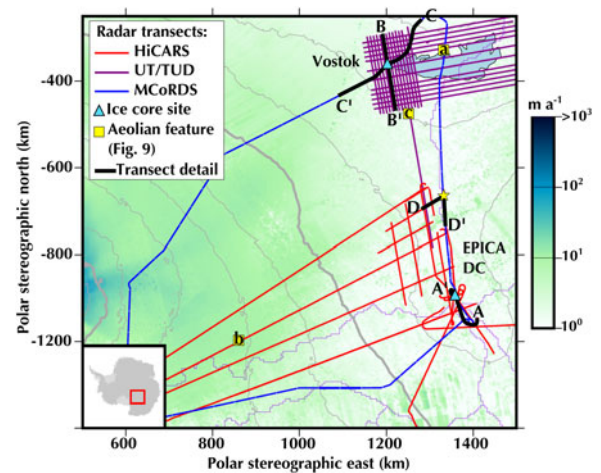 Radar transects:
HiCARS
UT/TUD
MCoRDS
Ice core site
Aeolian feature
(Fig. 9)
Transect detail
Vostok
B
C
a
C'
B'
c
D
D'
EPICA
DC
A
A
b
-400
-600
-800
-1000
-1200
Polar stereographic north (km)
600
800
1000
1200
1400
Polar stereographic east (km)
m a⁻¹
>10³
10²
10¹
10⁰